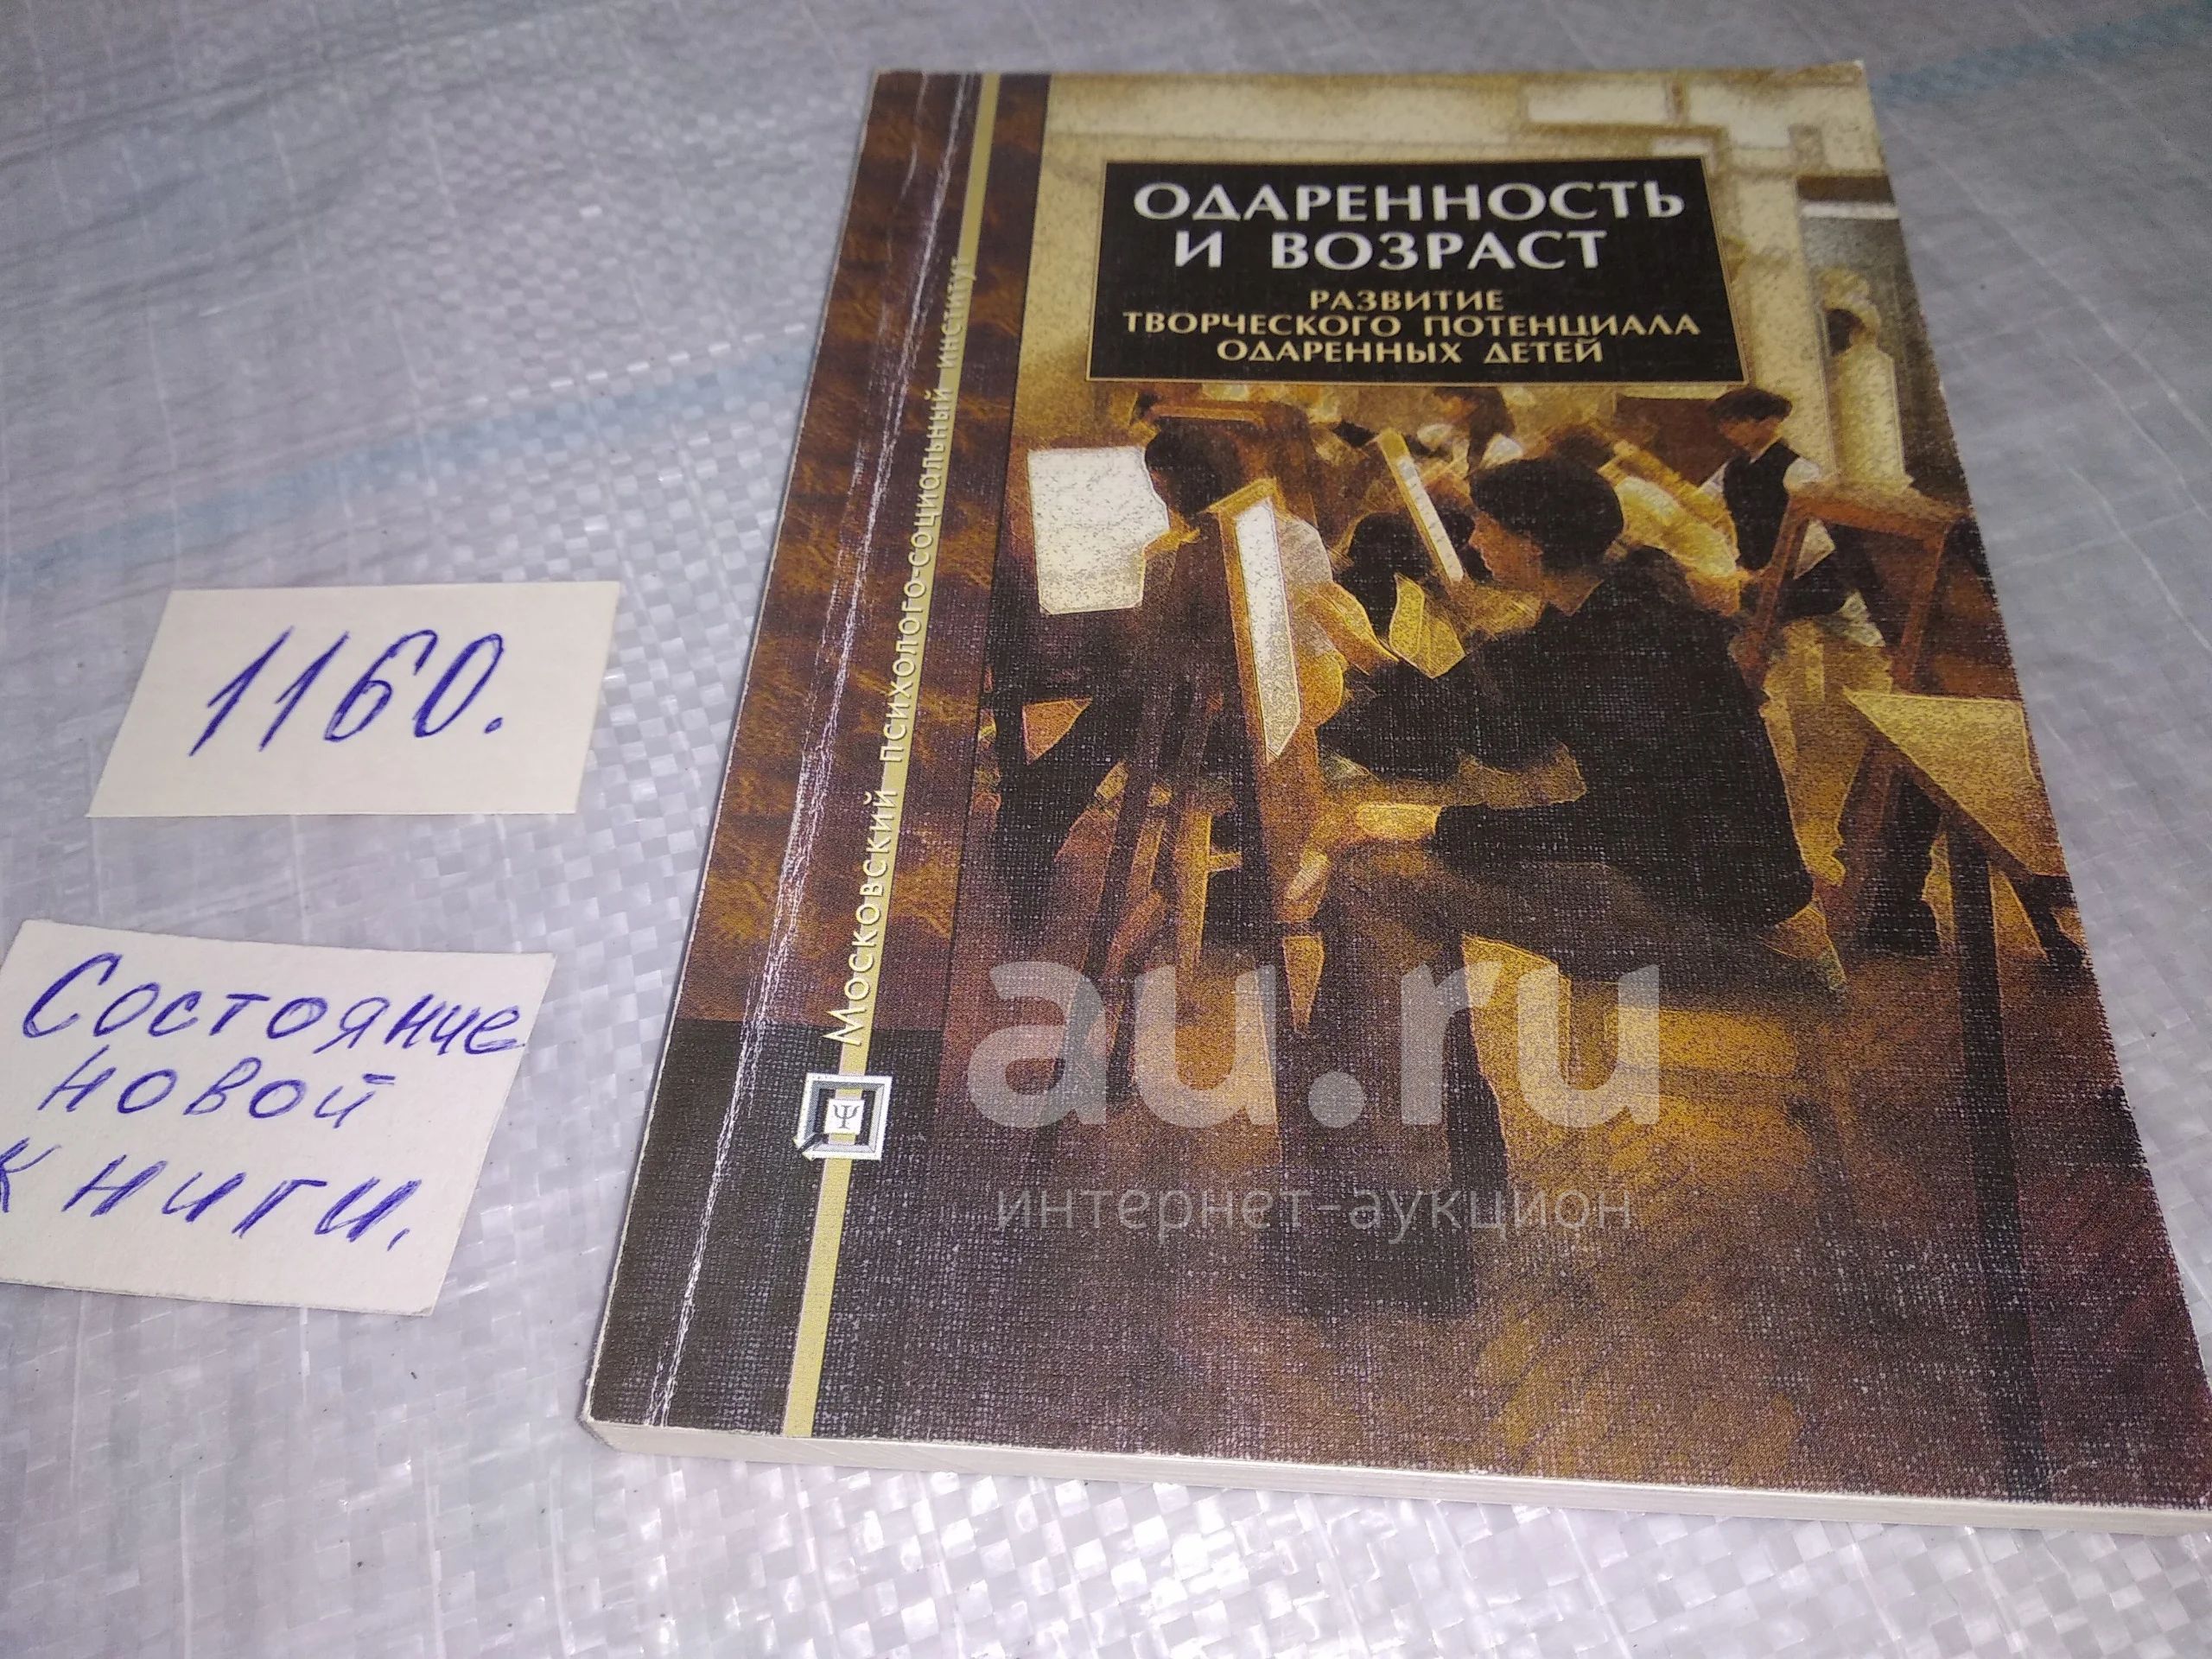 ОДАРЕННОСТЬ
И ВОЗРАСТ
РАЗВИТИЕ
ТВОРЧЕСКОГО ПОТЕНЦИАЛА
ОДАРЕННЫХ ДЕТЕЙ
Московский психолого-социальный институт
Ψ
1160.
Состояние
новой
книги.
au.ru
интернет-аукцион